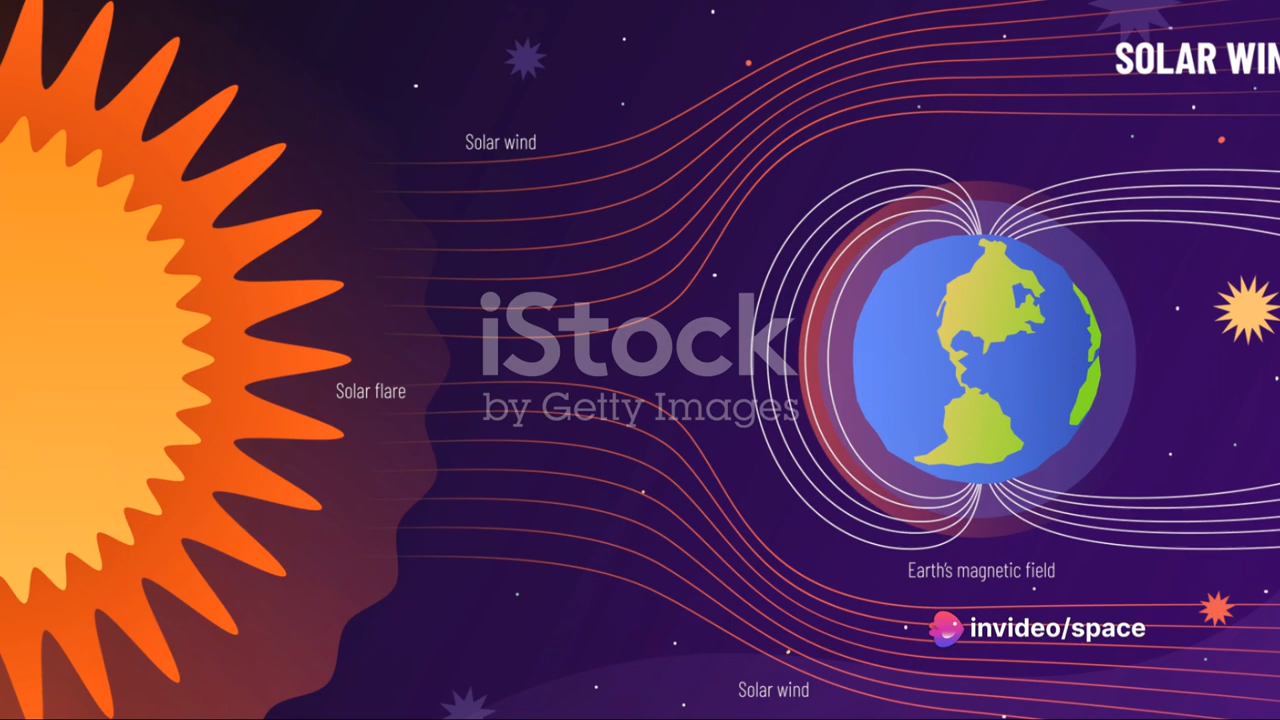 SOLAR WIN
Solar wind
iStock
by Getty Images
Solar flare
Earth's magnetic field
invideo/space
Solar wind